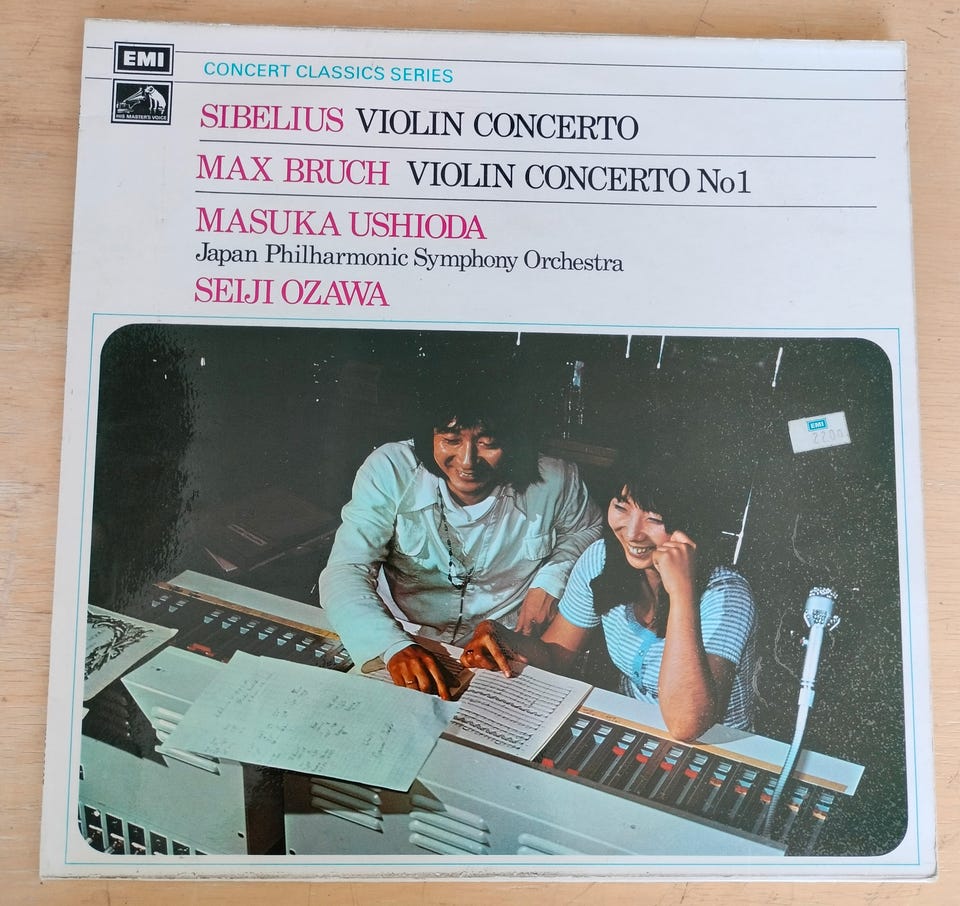 EMI
CONCERT CLASSICS SERIES
HIS MASTER'S VOICE
SIBELIUS VIOLIN CONCERTO
MAX BRUCH VIOLIN CONCERTO No1
MASUKA USHIODA
Japan Philharmonic Symphony Orchestra
SEIJI OZAWA
EMI
2200